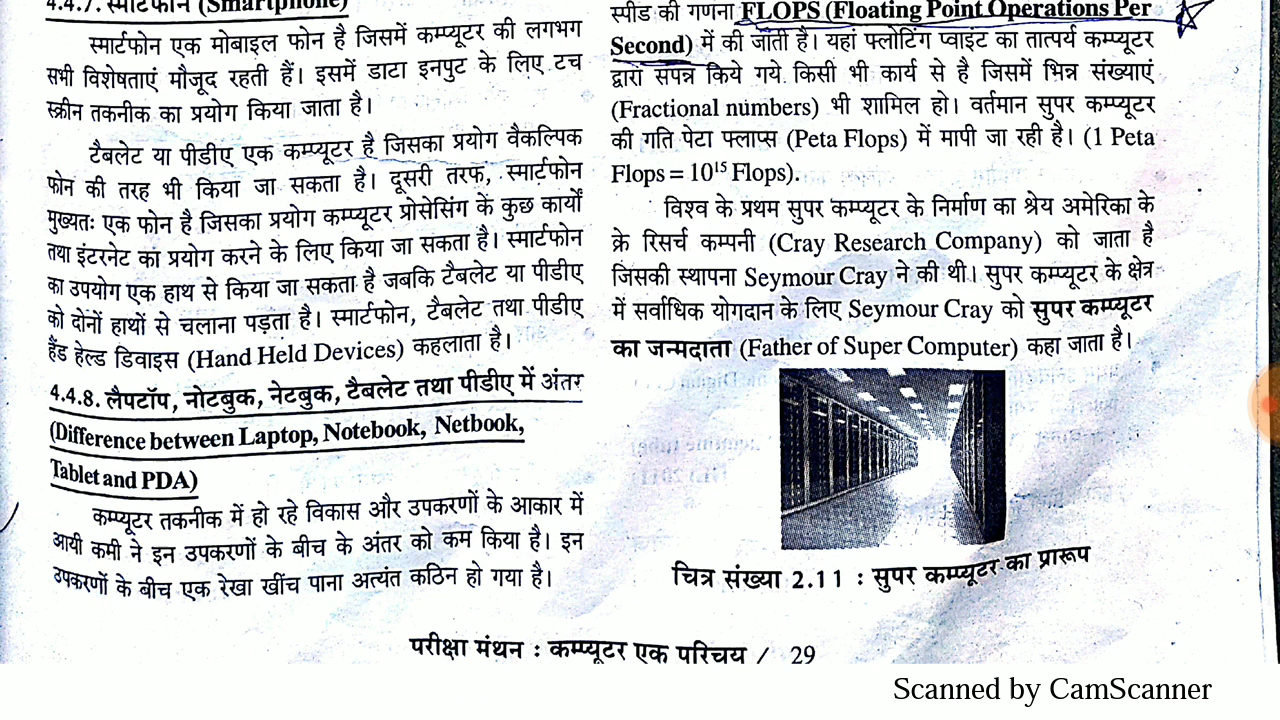 4.4.7. स्मार्टफोन (Smartphone)
स्मार्टफोन एक मोबाइल फोन है जिसमें कम्प्यूटर की लगभग
सभी विशेषताएं मौजूद रहती हैं। इसमें डाटा इनपुट के लिए टच
स्क्रीन तकनीक का प्रयोग किया जाता है।
टैबलेट या पीडीए एक कम्प्यूटर है जिसका प्रयोग वैकल्पिक
फोन की तरह भी किया जा सकता है। दूसरी तरफ, स्मार्टफोन
मुख्यतः एक फोन है जिसका प्रयोग कम्प्यूटर प्रोसेसिंग के कुछ कार्यों
तथा इंटरनेट का प्रयोग करने के लिए किया जा सकता है। स्मार्टफोन
का उपयोग एक हाथ से किया जा सकता है जबकि टैबलेट या पीडीए
को दोनों हाथों से चलाना पड़ता है। स्मार्टफोन, टैबलेट तथा पीडीए
हैंड हेल्ड डिवाइस (Hand Held Devices) कहलाता है।
4.4.8. लैपटॉप, नोटबुक, नेटबुक, टैबलेट तथा पीडीए में अंतर
(Difference between Laptop, Notebook, Netbook,
Tablet and PDA)
कम्प्यूटर तकनीक में हो रहे विकास और उपकरणों के आकार में
आयी कमी ने इन उपकरणों के बीच के अंतर को कम किया है। इन
उपकरणों के बीच एक रेखा खींच पाना अत्यंत कठिन हो गया है।
स्पीड की गणना FLOPS (Floating Point Operations Per
Second) में की जाती है। यहां फ्लोटिंग प्वाइंट का तात्पर्य कम्प्यूटर
द्वारा संपन्न किये गये किसी भी कार्य से है जिसमें भिन्न संख्याएं
(Fractional numbers) भी शामिल हो। वर्तमान सुपर कम्प्यूटर
की गति पेटा फ्लाप्स (Peta Flops) में मापी जा रही है। (1 Peta
Flops = 10¹⁵ Flops).
विश्व के प्रथम सुपर कम्प्यूटर के निर्माण का श्रेय अमेरिका के
क्रे रिसर्च कम्पनी (Cray Research Company) को जाता है
जिसकी स्थापना Seymour Cray ने की थी। सुपर कम्प्यूटर के क्षेत्र
में सर्वाधिक योगदान के लिए Seymour Cray को सुपर कम्प्यूटर
का जन्मदाता (Father of Super Computer) कहा जाता है।
चित्र संख्या 2.11 : सुपर कम्प्यूटर का प्रारूप
परीक्षा मंथन : कम्प्यूटर एक परिचय / 29
Scanned by CamScanner